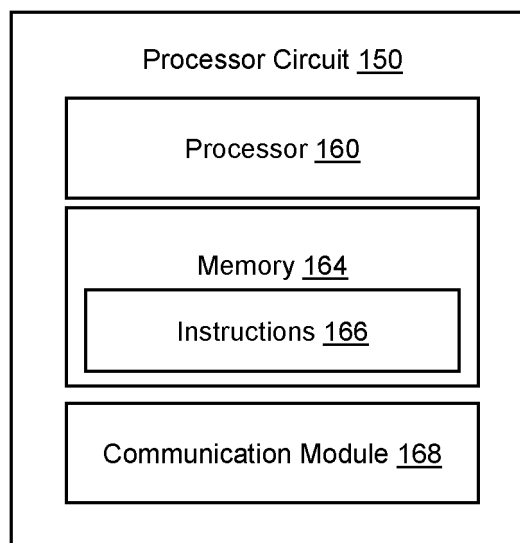 Processor Circuit 150
Processor 160
Memory 164
Instructions 166
Communication Module 168